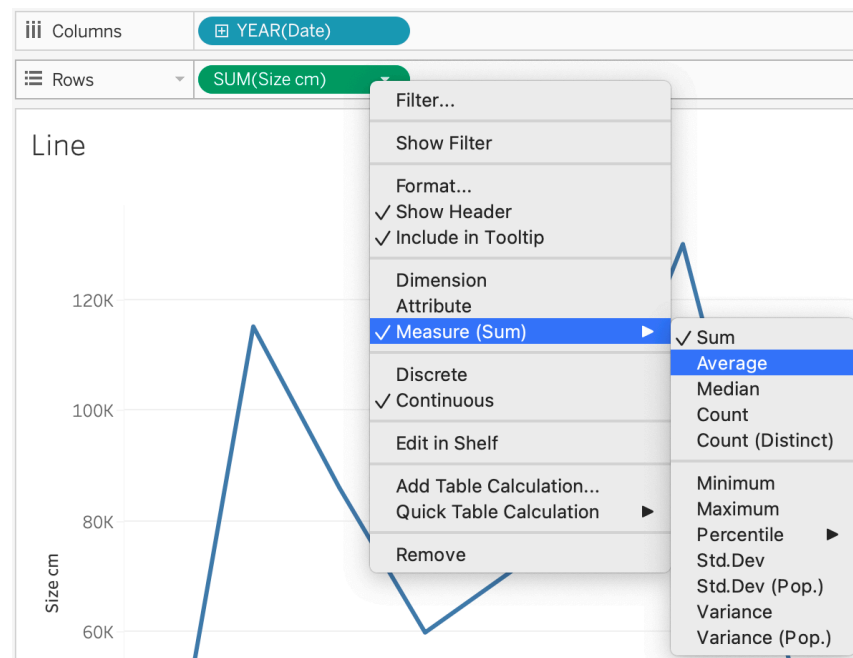 Columns
YEAR(Date)
Rows
SUM(Size cm)
Line
120K
100K
80K
60K
Size cm
Filter...
Show Filter
Format...
Show Header
Include in Tooltip
Dimension
Attribute
Measure (Sum)
Discrete
Continuous
Edit in Shelf
Add Table Calculation...
Quick Table Calculation
Remove
Sum
Average
Median
Count
Count (Distinct)
Minimum
Maximum
Percentile
Std.Dev
Std.Dev (Pop.)
Variance
Variance (Pop.)